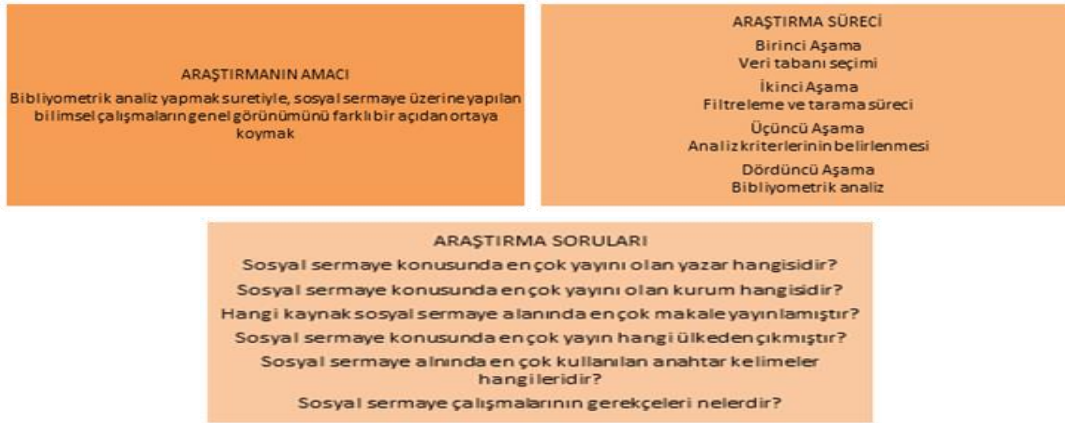 ARAŞTIRMANIN AMACI
Bibliyometrik analiz yapmak suretiyle, sosyal sermaye üzerine yapılan
bilimsel çalışmaların genel görünümünü farklı bir açıdan ortaya
koymak
ARAŞTIRMA SÜRECİ
Birinci Aşama
Veri tabanı seçimi
İkinci Aşama
Filtreleme ve tarama süreci
Üçüncü Aşama
Analiz kriterlerinin belirlenmesi
Dördüncü Aşama
Bibliyometrik analiz
ARAŞTIRMA SORULARI
Sosyal sermaye konusunda en çok yayını olan yazar hangisidir?
Sosyal sermaye konusunda en çok yayını olan kurum hangisidir?
Hangi kaynak sosyal sermaye alanında en çok makale yayınlamıştır?
Sosyal sermaye konusunda en çok yayın hangi ülkeden çıkmıştır?
Sosyal sermaye alnında en çok kullanılan anahtar kelimeler
hangileridir?
Sosyal sermaye çalışmalarının gerekçeleri nelerdir?